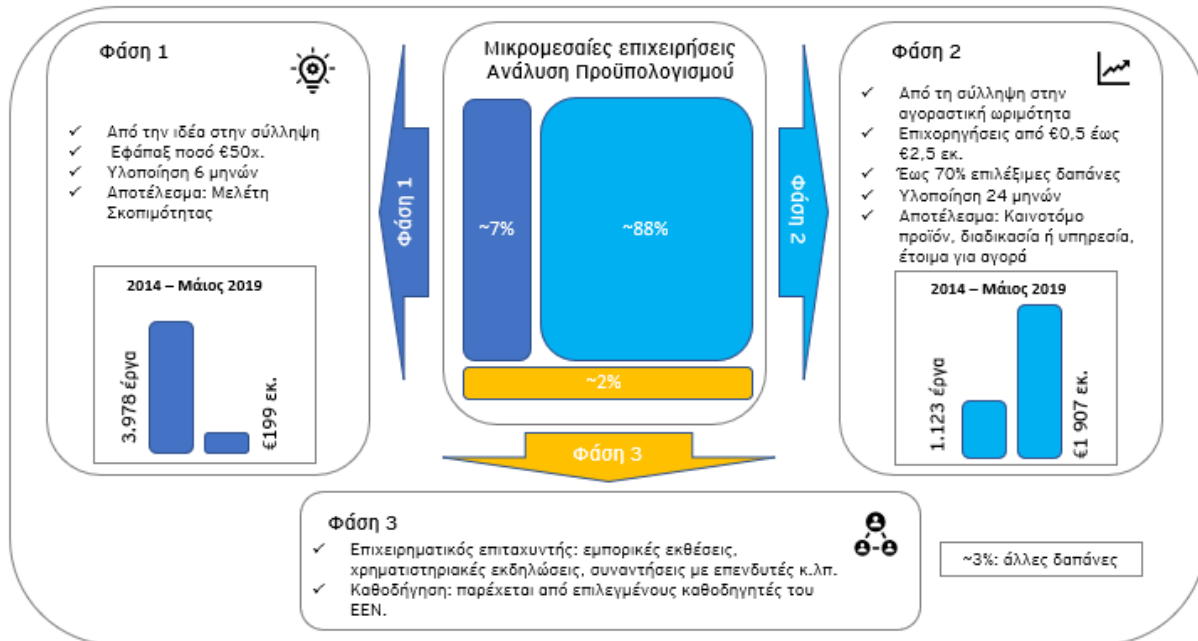 Φάση 1
✓ Από την ιδέα στην σύλληψη
✓ Εφάπαξ ποσό €50χ.
✓ Υλοποίηση 6 μηνών
✓ Αποτέλεσμα: Μελέτη
Σκοπιμότητας
2014 – Μάιος 2019
3.978 έργα
€199 εκ.
Φάση 1
Μικρομεσαίες επιχειρήσεις
Ανάλυση Προϋπολογισμού
~7%
~88%
~2%
Φάση 2
Φάση 2
✓ Από τη σύλληψη στην
αγοραστική ωριμότητα
✓ Επιχορηγήσεις από €0,5 έως
€2,5 εκ.
✓ Έως 70% επιλέξιμες δαπάνες
✓ Υλοποίηση 24 μηνών
✓ Αποτέλεσμα: Καινοτόμο
προϊόν, διαδικασία ή υπηρεσία,
έτοιμα για αγορά
2014 – Μάιος 2019
1.123 έργα
€1 907 εκ.
Φάση 3
Φάση 3
✓ Επιχειρηματικός επιταχυντής: εμπορικές εκθέσεις,
χρηματιστηριακές εκδηλώσεις, συναντήσεις με επενδυτές κ.λπ.
✓ Καθοδήγηση: παρέχεται από επιλεγμένους καθοδηγητές του
ΕΕΝ.
~3%: άλλες δαπάνες